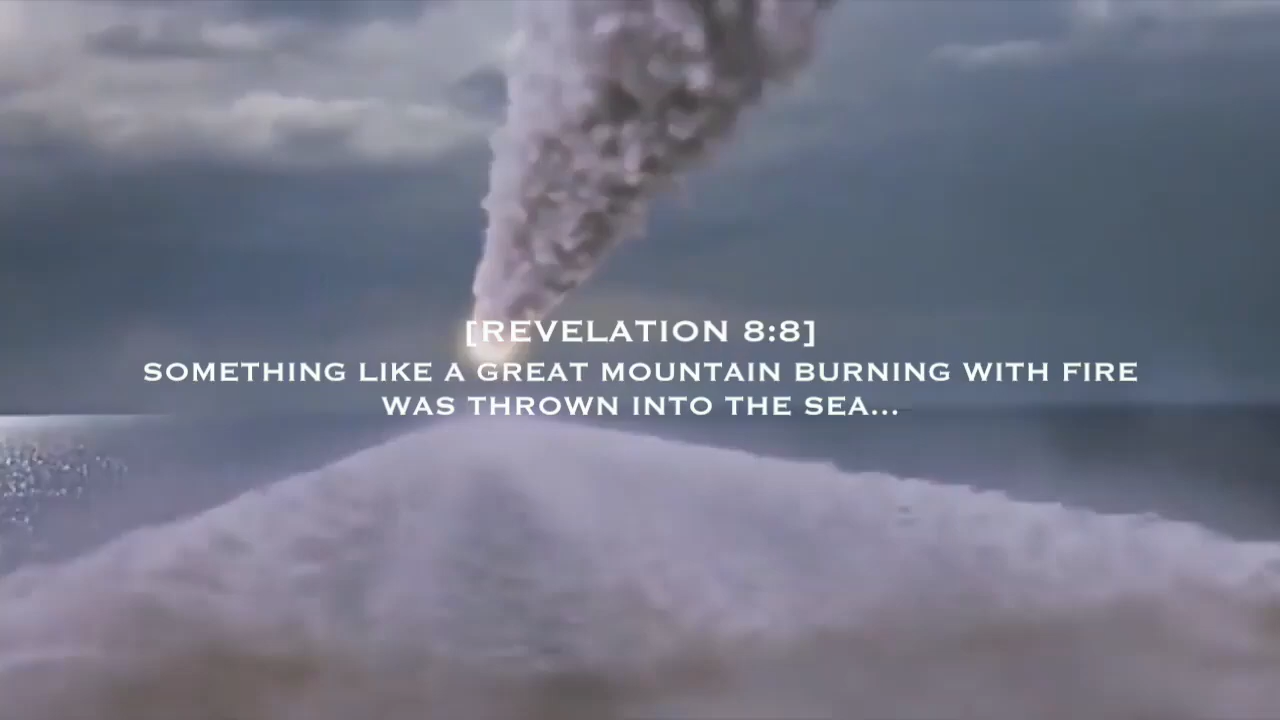 [REVELATION 8:8]
SOMETHING LIKE A GREAT MOUNTAIN BURNING WITH FIRE
WAS THROWN INTO THE SEA...